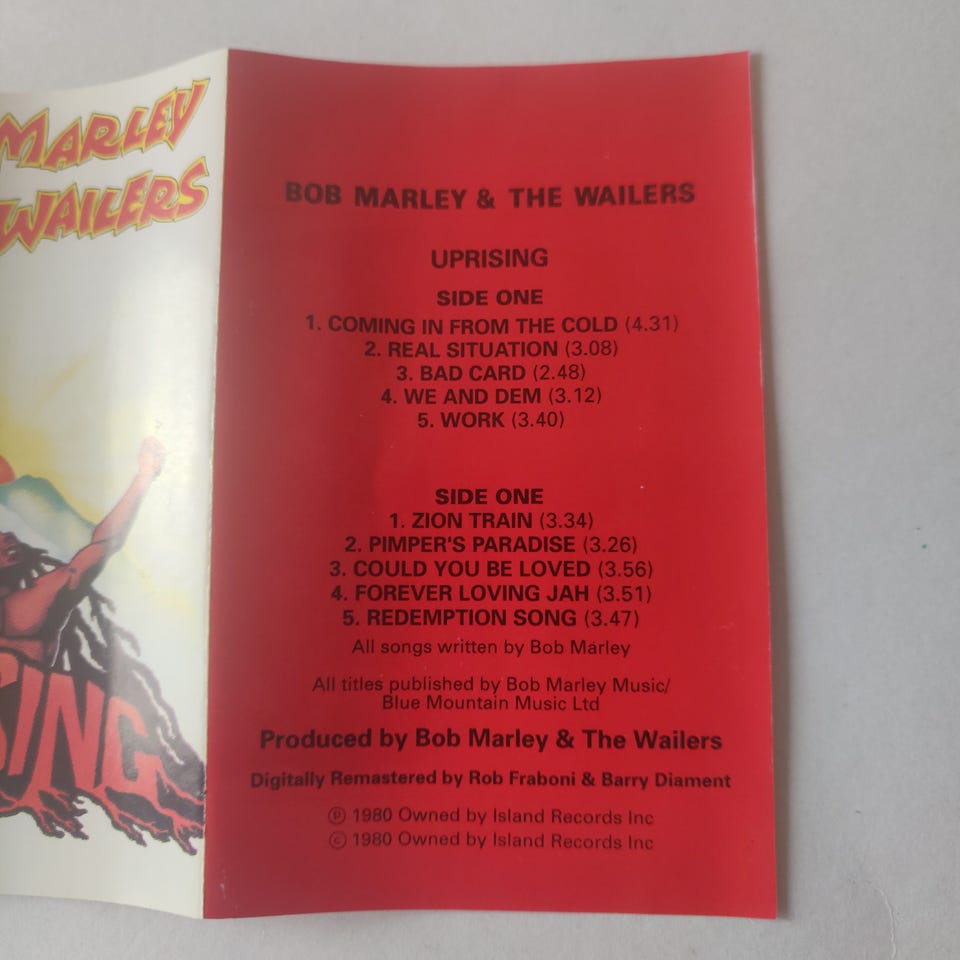 MARLEY
WAILERS
SING
BOB MARLEY & THE WAILERS
UPRISING
SIDE ONE
1. COMING IN FROM THE COLD (4.31)
2. REAL SITUATION (3.08)
3. BAD CARD (2.48)
4. WE AND DEM (3.12)
5. WORK (3.40)
SIDE ONE
1. ZION TRAIN (3.34)
2. PIMPER'S PARADISE (3.26)
3. COULD YOU BE LOVED (3.56)
4. FOREVER LOVING JAH (3.51)
5. REDEMPTION SONG (3.47)
All songs written by Bob Marley
All titles published by Bob Marley Music/
Blue Mountain Music Ltd
Produced by Bob Marley & The Wailers
Digitally Remastered by Rob Fraboni & Barry Diament
℗ 1980 Owned by Island Records Inc
© 1980 Owned by Island Records Inc